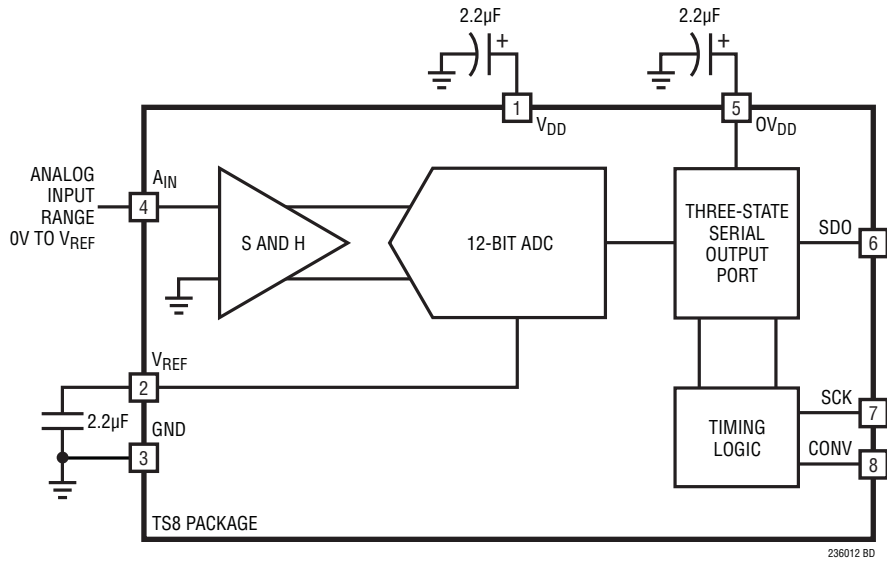 2.2µF
+
2.2µF
+
1
VDD
5
OVDD
ANALOG
INPUT
RANGE
0V TO VREF
AIN
4
S AND H
12-BIT ADC
THREE-STATE
SERIAL
OUTPUT
PORT
SDO
6
VREF
2
2.2µF
GND
3
TIMING
LOGIC
SCK
7
CONV
8
TS8 PACKAGE
236012 BD